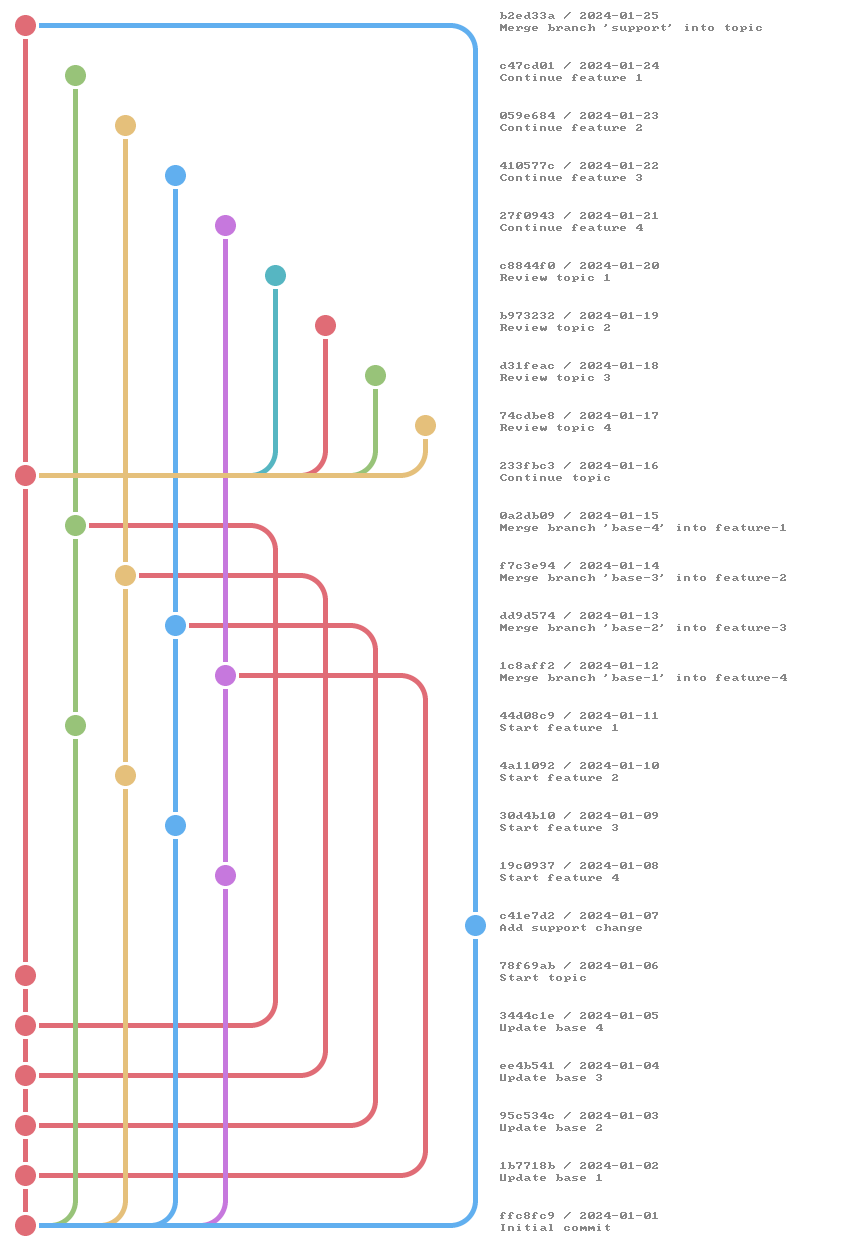 b2ed33a / 2024-01-25
Merge branch 'support' into topic
c47cd01 / 2024-01-24
Continue feature 1
059e684 / 2024-01-23
Continue feature 2
410577c / 2024-01-22
Continue feature 3
27f0943 / 2024-01-21
Continue feature 4
c8844f0 / 2024-01-20
Review topic 1
b973232 / 2024-01-19
Review topic 2
d31feac / 2024-01-18
Review topic 3
74cdbe8 / 2024-01-17
Review topic 4
233fbc3 / 2024-01-16
Continue topic
0a2db09 / 2024-01-15
Merge branch 'base-4' into feature-1
f7c3e94 / 2024-01-14
Merge branch 'base-3' into feature-2
dd9d574 / 2024-01-13
Merge branch 'base-2' into feature-3
1c8aff2 / 2024-01-12
Merge branch 'base-1' into feature-4
44d08c9 / 2024-01-11
Start feature 1
4a11092 / 2024-01-10
Start feature 2
30d4b10 / 2024-01-09
Start feature 3
19c0937 / 2024-01-08
Start feature 4
c41e7d2 / 2024-01-07
Add support change
78f69ab / 2024-01-06
Start topic
3444c1e / 2024-01-05
Update base 4
ee4b541 / 2024-01-04
Update base 3
95c534c / 2024-01-03
Update base 2
1b7718b / 2024-01-02
Update base 1
ffc8fc9 / 2024-01-01
Initial commit